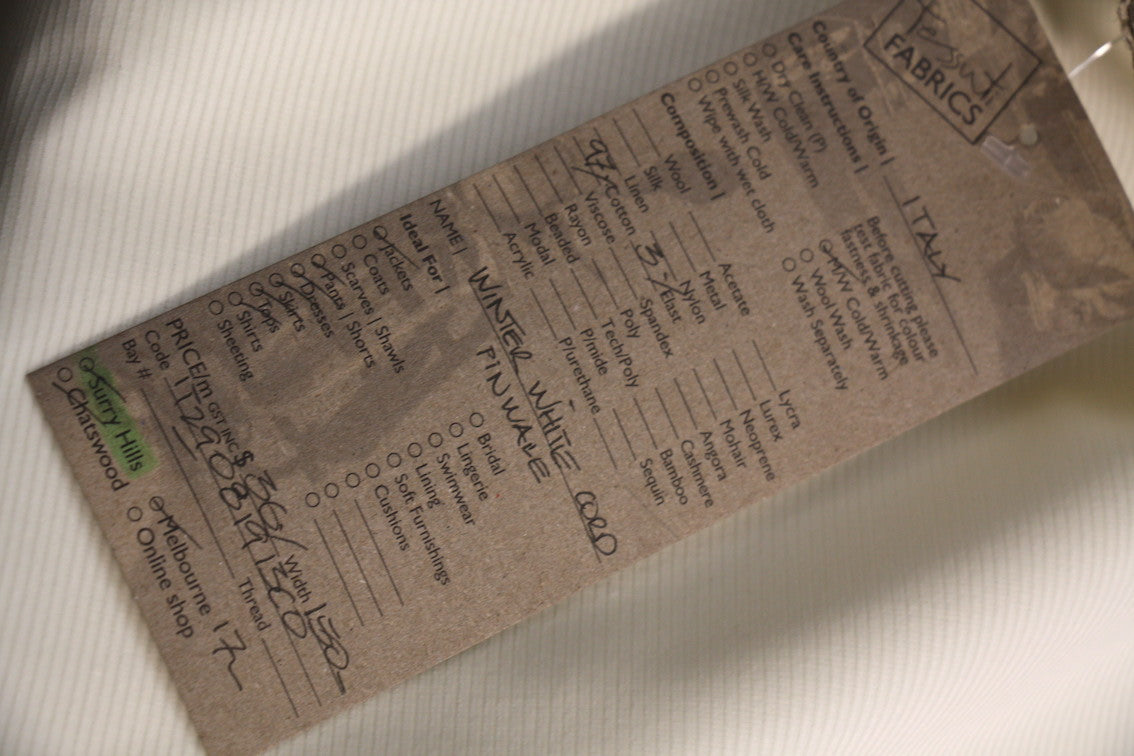 Tessuti
FABRICS
Country of Origin | ITALY
Care Instructions |
Before cutting please
test fabric for colour
fastness & shrinkage
Dry Clean (P)
H/W Cold/Warm
Silk Wash
Prewash Cold
Wipe with wet cloth
M/W Cold/Warm
Wool Wash
Wash Separately
Composition |
Wool
Silk
Linen
97% Cotton
Viscose
Rayon
Beaded
Modal
Acrylic
Acetate
Metal
Nylon
3% Elast
Spandex
Poly
Tech/Poly
P/mide
P/urethane
Lycra
Lurex
Neoprene
Mohair
Angora
Cashmere
Bamboo
Sequin
NAME | WINTER WHITE CORD
PINWALE
Ideal For |
Jackets
Coats
Scarves | Shawls
Pants | Shorts
Dresses
Skirts
Tops
Shirts
Sheeting
Bridal
Lingerie
Swimwear
Lining
Soft Furnishings
Cushions
PRICE/m GST INC $36/ Width 150
Code
Bay # Thread
Surry Hills
Chatswood
Melbourne 17m
Online shop